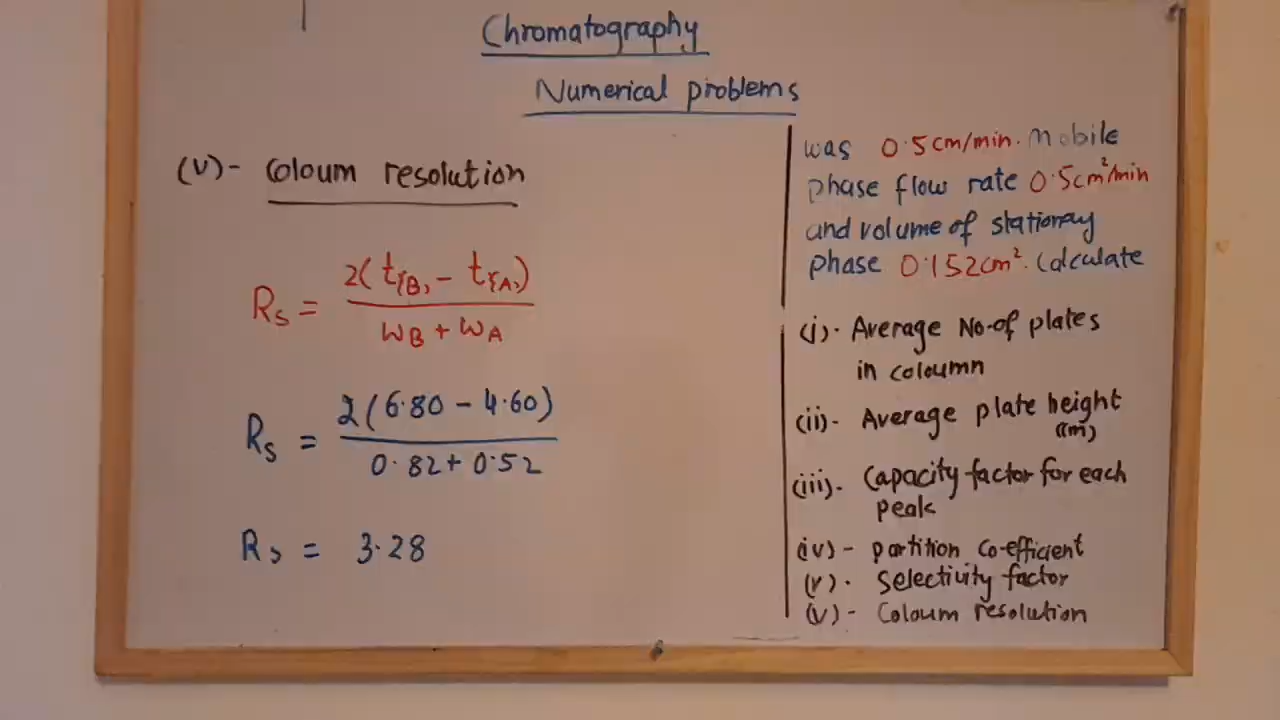 Chromatography
Numerical problems
(V)- Coloum resolution
Rs = 2( t{B, - t{A,) / WB + WA
Rs = 2(6.80 - 4.60) / 0.82 + 0.52
Rs = 3.28
was 0.5cm/min. Mobile
phase flow rate 0.5cm²/min
and volume of stationary
phase 0.152cm². Calculate
(i)- Average No-of plates
in coloumn
(ii)- Average plate height
(cm)
(iii)- Capacity factor for each
peak
(iv)- partition Co-efficient
(v)- Selectivity factor
(v)- Coloum resolution